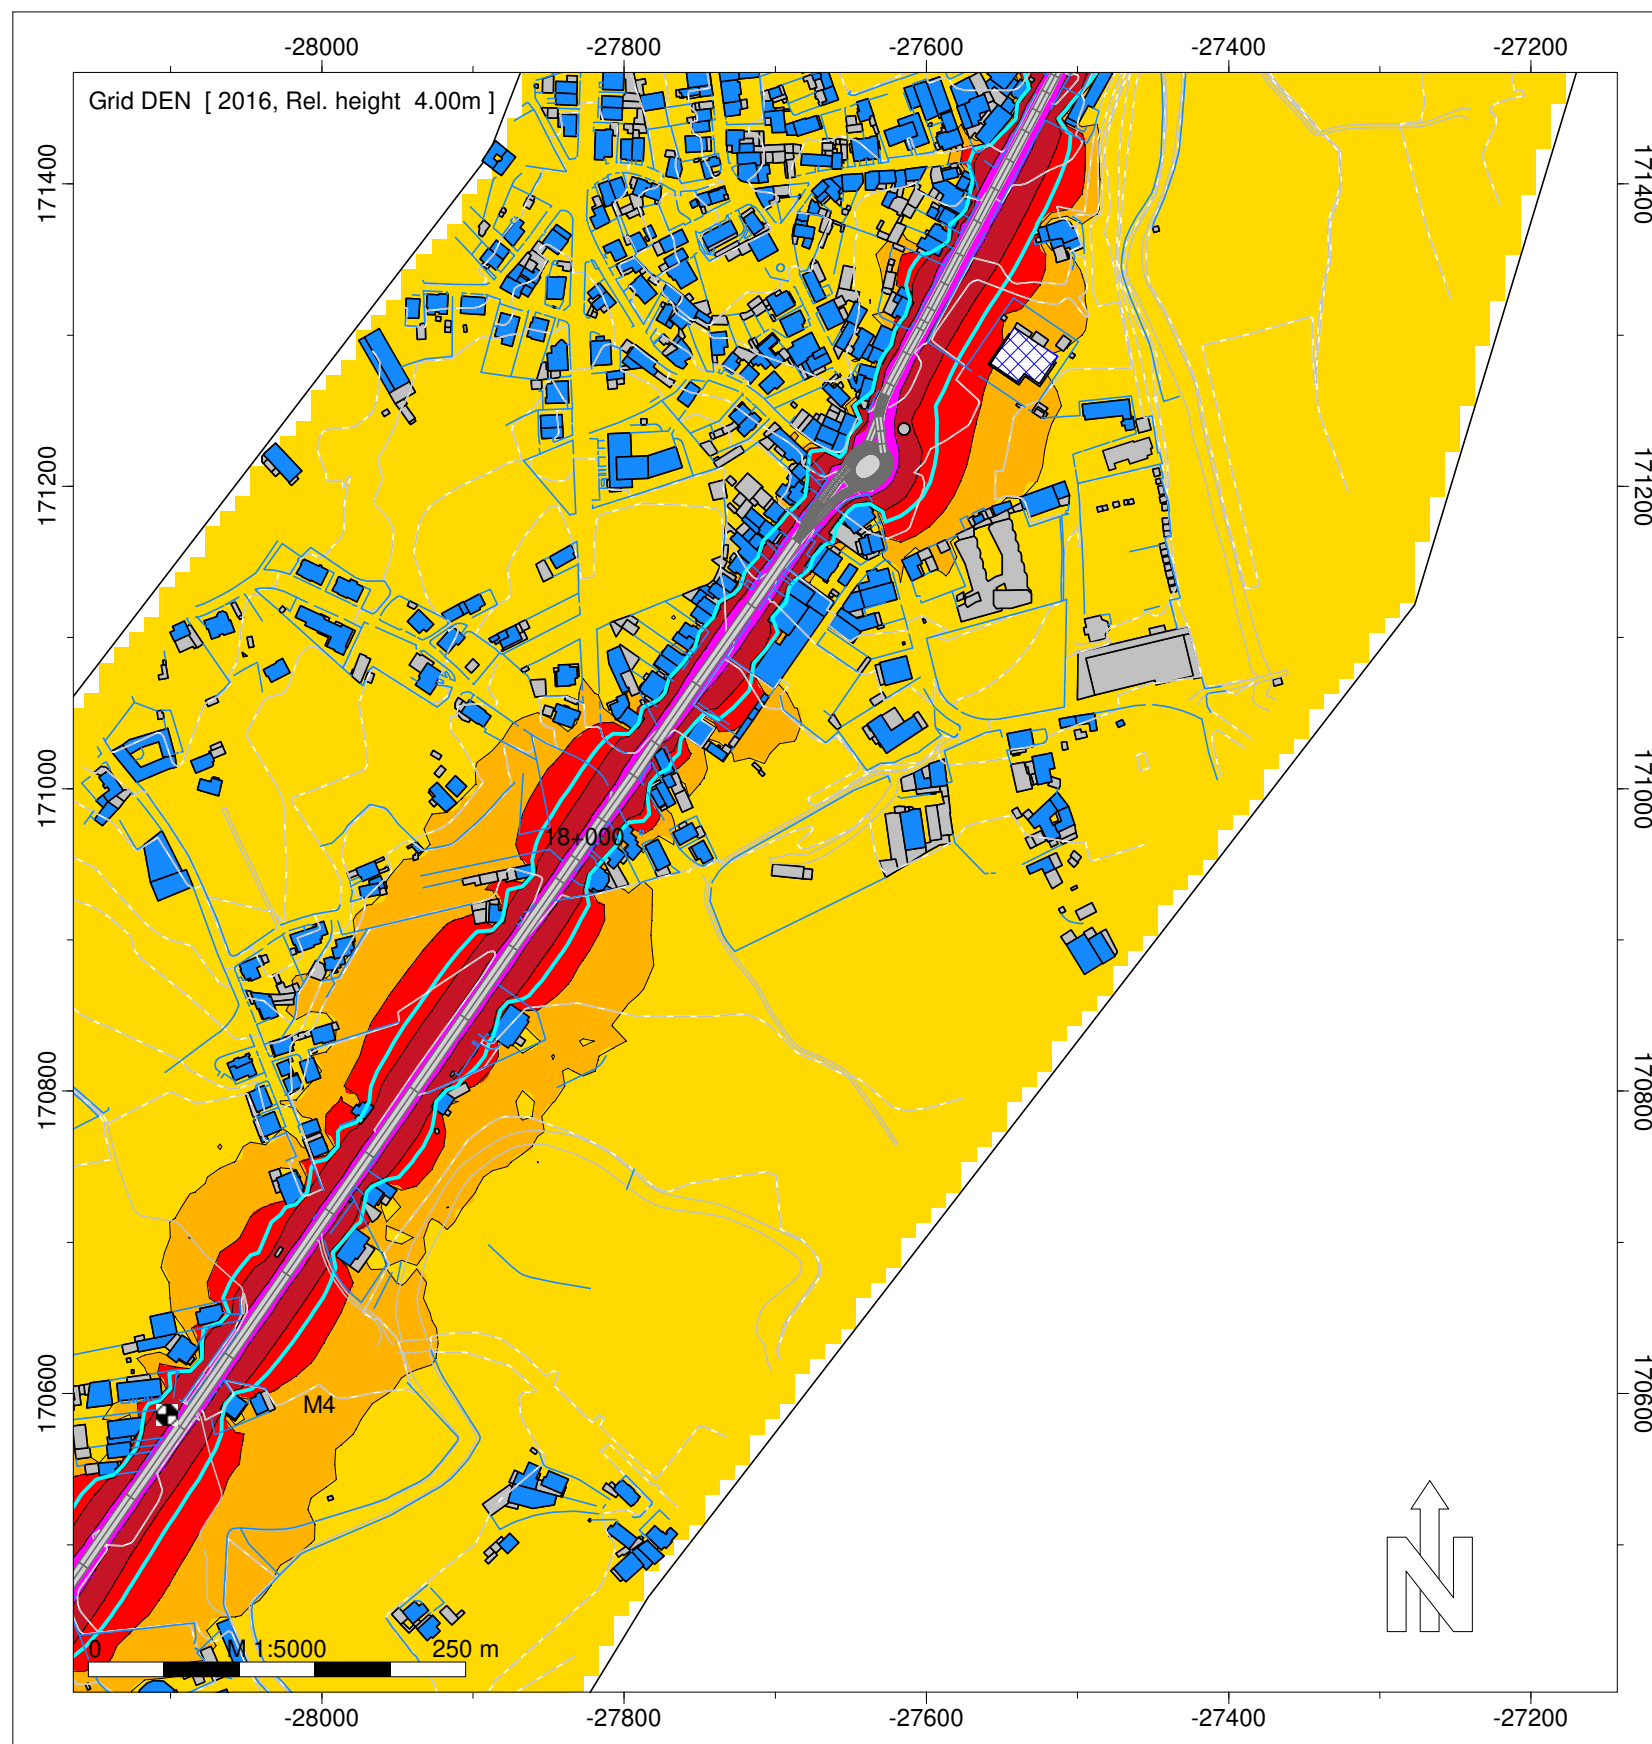 -28000 -27800 -27600 -27400 -27200
Grid DEN [ 2016, Rel. height 4.00m ]
171400 171400
171200 171200
171000 171000
18+000
170800 170800
170600 170600
M4
N
0 M 1:5000 250 m
-28000 -27800 -27600 -27400 -27200